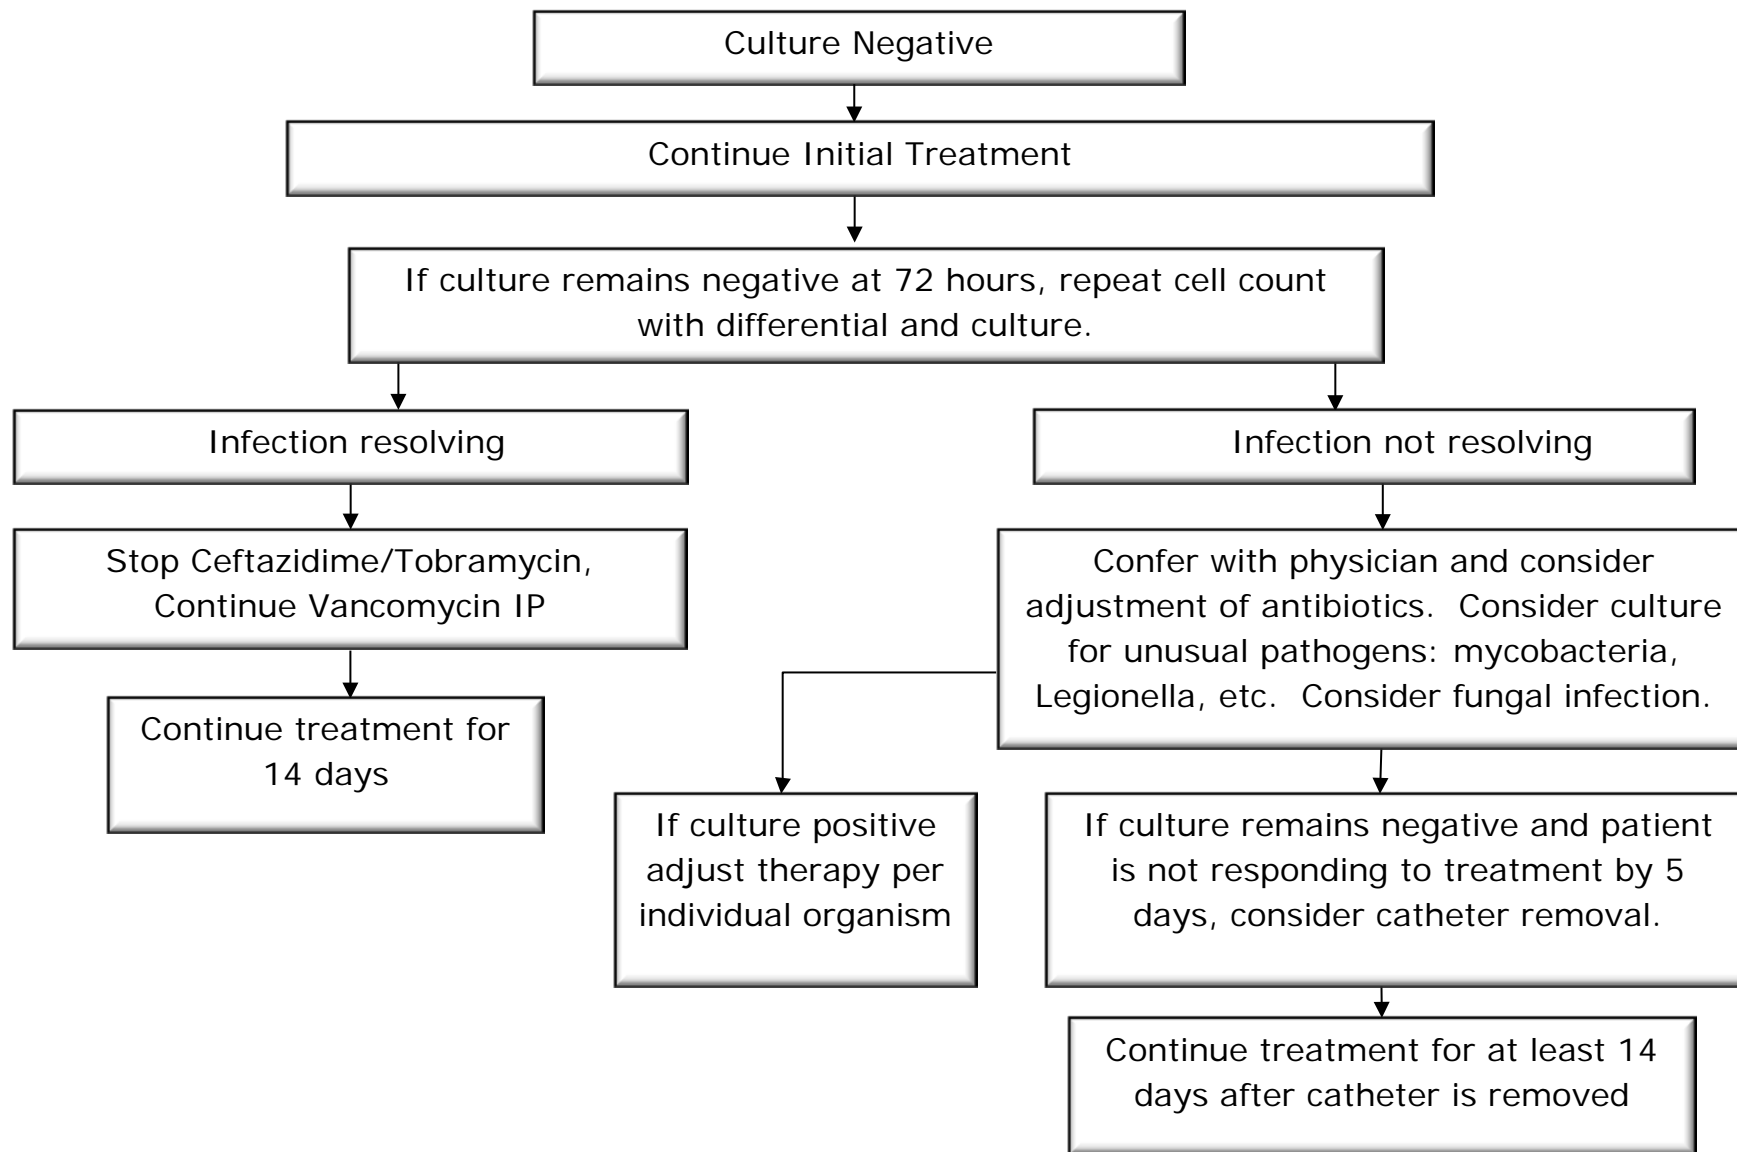 Culture Negative
Continue Initial Treatment
If culture remains negative at 72 hours, repeat cell count
with differential and culture.
Infection resolving
Infection not resolving
Stop Ceftazidime/Tobramycin,
Continue Vancomycin IP
Confer with physician and consider
adjustment of antibiotics.  Consider culture
for unusual pathogens: mycobacteria,
Legionella, etc.  Consider fungal infection.
Continue treatment for
14 days
If culture positive
adjust therapy per
individual organism
If culture remains negative and patient
is not responding to treatment by 5
days, consider catheter removal.
Continue treatment for at least 14
days after catheter is removed